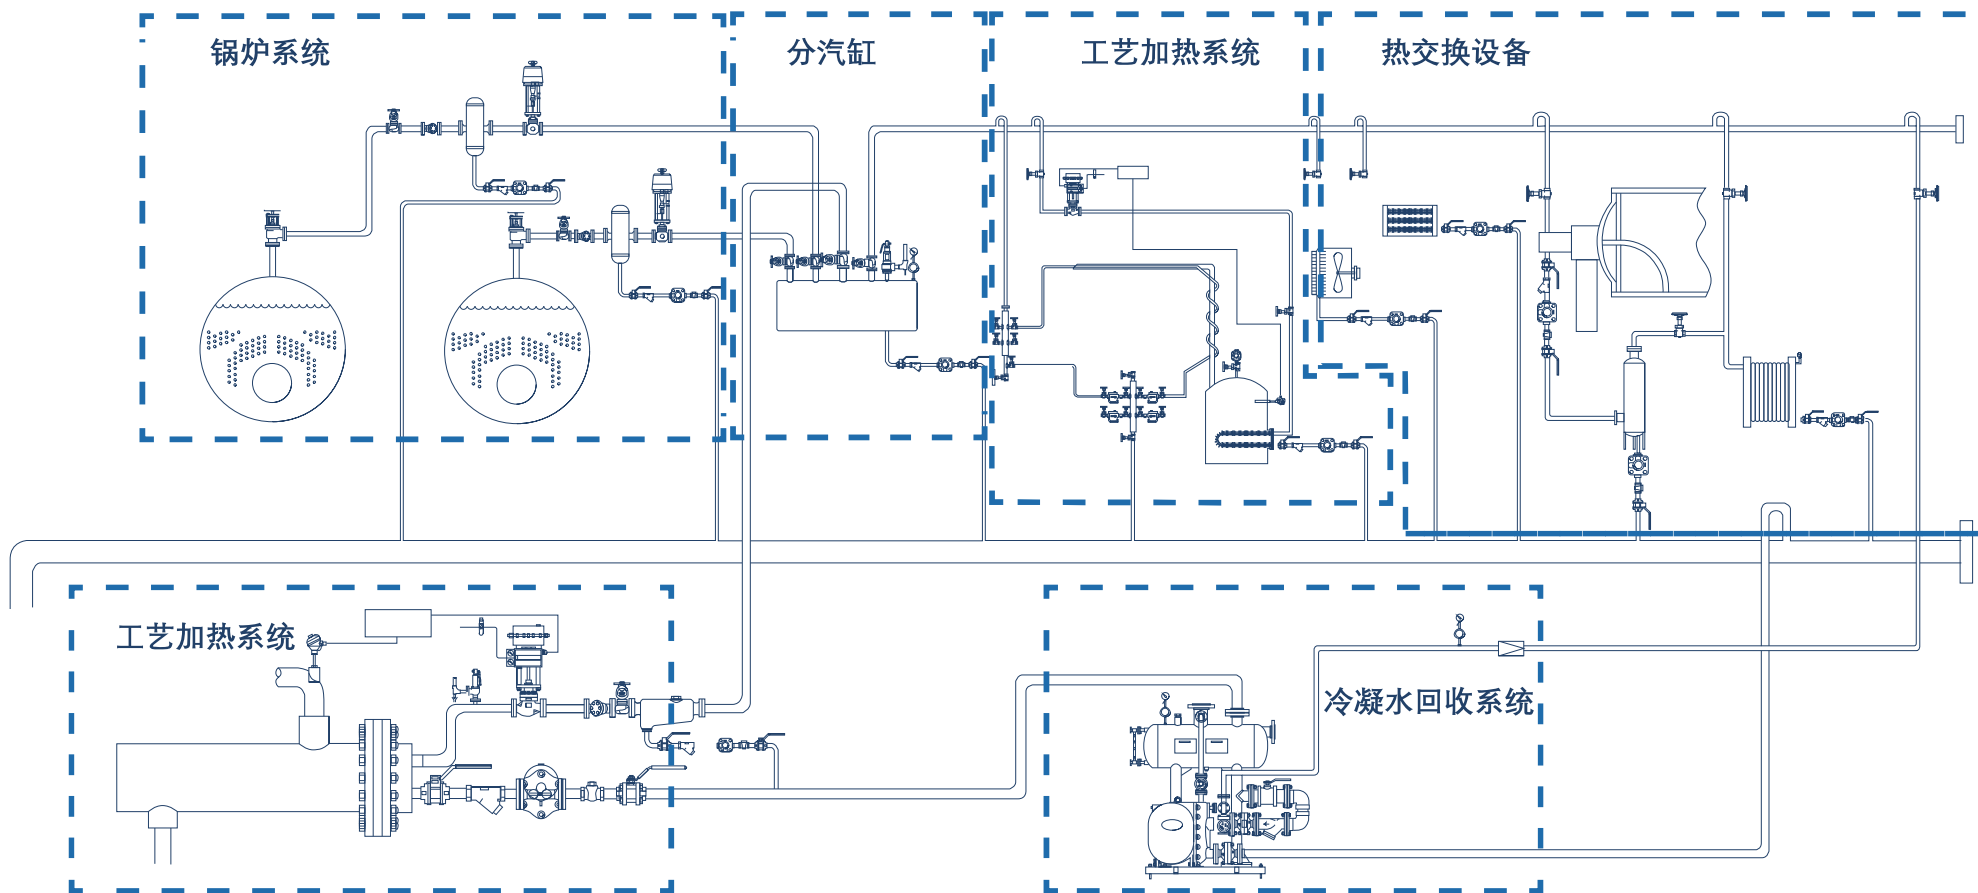 锅炉系统
分汽缸
工艺加热系统
热交换设备
工艺加热系统
冷凝水回收系统